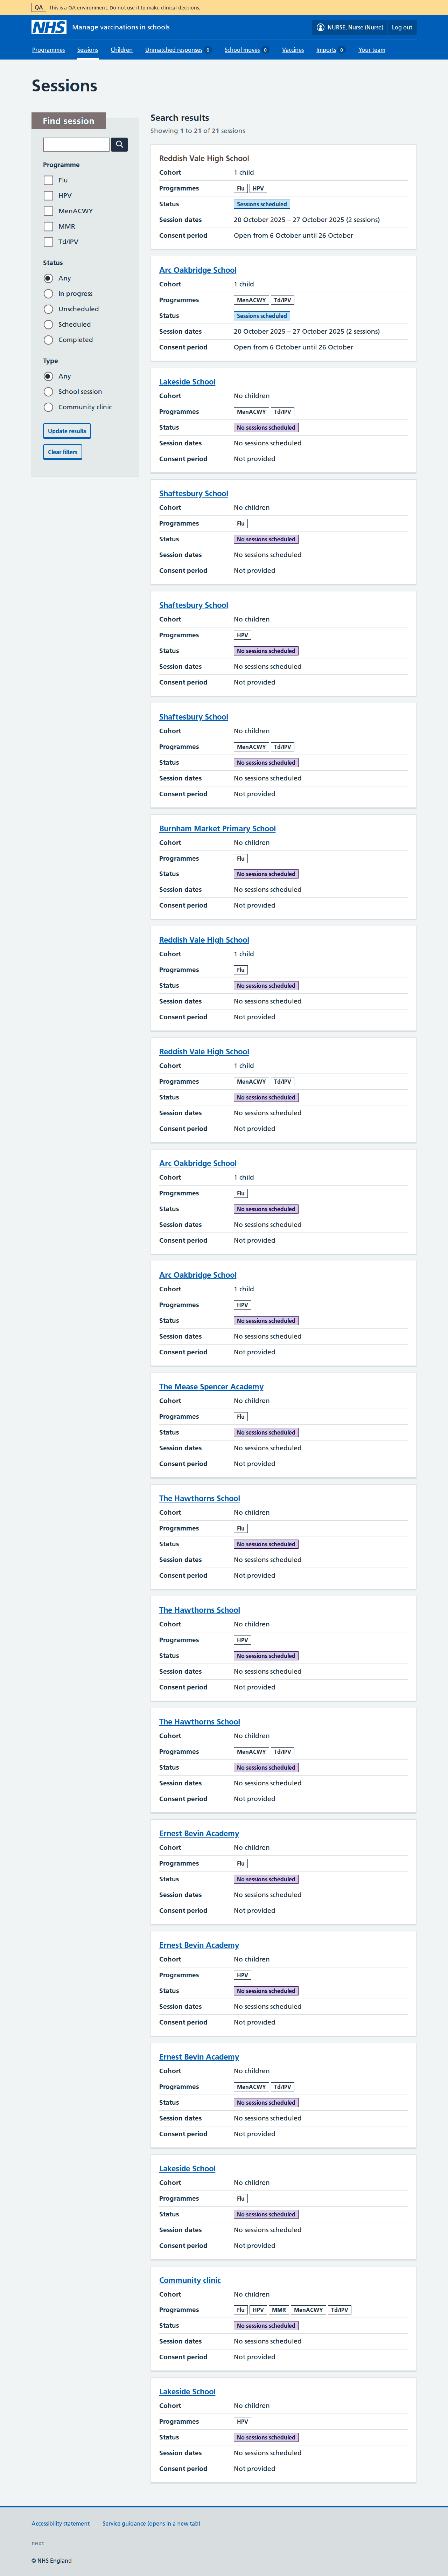 QA This is a QA environment. Do not use it to make clinical decisions.
NHS Manage vaccinations in schools NURSE, Nurse (Nurse) Log out
Programmes Sessions Children Unmatched responses 0 School moves 0 Vaccines Imports 0 Your team
Sessions
Find session
Programme
Flu
HPV
MenACWY
MMR
Td/IPV
Status
Any
In progress
Unscheduled
Scheduled
Completed
Type
Any
School session
Community clinic
Update results
Clear filters
Search results
Showing 1 to 21 of 21 sessions
Reddish Vale High School
Cohort 1 child
Programmes Flu HPV
Status Sessions scheduled
Session dates 20 October 2025 – 27 October 2025 (2 sessions)
Consent period Open from 6 October until 26 October
Arc Oakbridge School
Cohort 1 child
Programmes MenACWY Td/IPV
Status Sessions scheduled
Session dates 20 October 2025 – 27 October 2025 (2 sessions)
Consent period Open from 6 October until 26 October
Lakeside School
Cohort No children
Programmes MenACWY Td/IPV
Status No sessions scheduled
Session dates No sessions scheduled
Consent period Not provided
Shaftesbury School
Cohort No children
Programmes Flu
Status No sessions scheduled
Session dates No sessions scheduled
Consent period Not provided
Shaftesbury School
Cohort No children
Programmes HPV
Status No sessions scheduled
Session dates No sessions scheduled
Consent period Not provided
Shaftesbury School
Cohort No children
Programmes MenACWY Td/IPV
Status No sessions scheduled
Session dates No sessions scheduled
Consent period Not provided
Burnham Market Primary School
Cohort No children
Programmes Flu
Status No sessions scheduled
Session dates No sessions scheduled
Consent period Not provided
Reddish Vale High School
Cohort 1 child
Programmes Flu
Status No sessions scheduled
Session dates No sessions scheduled
Consent period Not provided
Reddish Vale High School
Cohort 1 child
Programmes MenACWY Td/IPV
Status No sessions scheduled
Session dates No sessions scheduled
Consent period Not provided
Arc Oakbridge School
Cohort 1 child
Programmes Flu
Status No sessions scheduled
Session dates No sessions scheduled
Consent period Not provided
Arc Oakbridge School
Cohort 1 child
Programmes HPV
Status No sessions scheduled
Session dates No sessions scheduled
Consent period Not provided
The Mease Spencer Academy
Cohort No children
Programmes Flu
Status No sessions scheduled
Session dates No sessions scheduled
Consent period Not provided
The Hawthorns School
Cohort No children
Programmes Flu
Status No sessions scheduled
Session dates No sessions scheduled
Consent period Not provided
The Hawthorns School
Cohort No children
Programmes HPV
Status No sessions scheduled
Session dates No sessions scheduled
Consent period Not provided
The Hawthorns School
Cohort No children
Programmes MenACWY Td/IPV
Status No sessions scheduled
Session dates No sessions scheduled
Consent period Not provided
Ernest Bevin Academy
Cohort No children
Programmes Flu
Status No sessions scheduled
Session dates No sessions scheduled
Consent period Not provided
Ernest Bevin Academy
Cohort No children
Programmes HPV
Status No sessions scheduled
Session dates No sessions scheduled
Consent period Not provided
Ernest Bevin Academy
Cohort No children
Programmes MenACWY Td/IPV
Status No sessions scheduled
Session dates No sessions scheduled
Consent period Not provided
Lakeside School
Cohort No children
Programmes Flu
Status No sessions scheduled
Session dates No sessions scheduled
Consent period Not provided
Community clinic
Cohort No children
Programmes Flu HPV MMR MenACWY Td/IPV
Status No sessions scheduled
Session dates No sessions scheduled
Consent period Not provided
Lakeside School
Cohort No children
Programmes HPV
Status No sessions scheduled
Session dates No sessions scheduled
Consent period Not provided
Accessibility statement Service guidance (opens in a new tab)
next
© NHS England